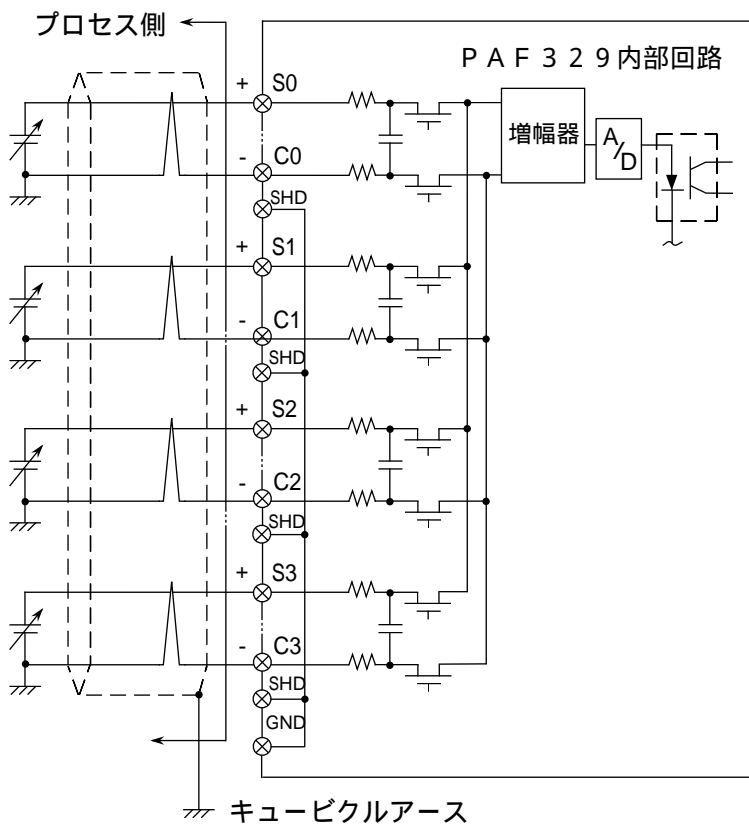 プロセス側
PAF329内部回路
+ S0
- C0
SHD
増幅器
A/D
+ S1
- C1
SHD
+ S2
- C2
SHD
+ S3
- C3
SHD
GND
キュービクルアース